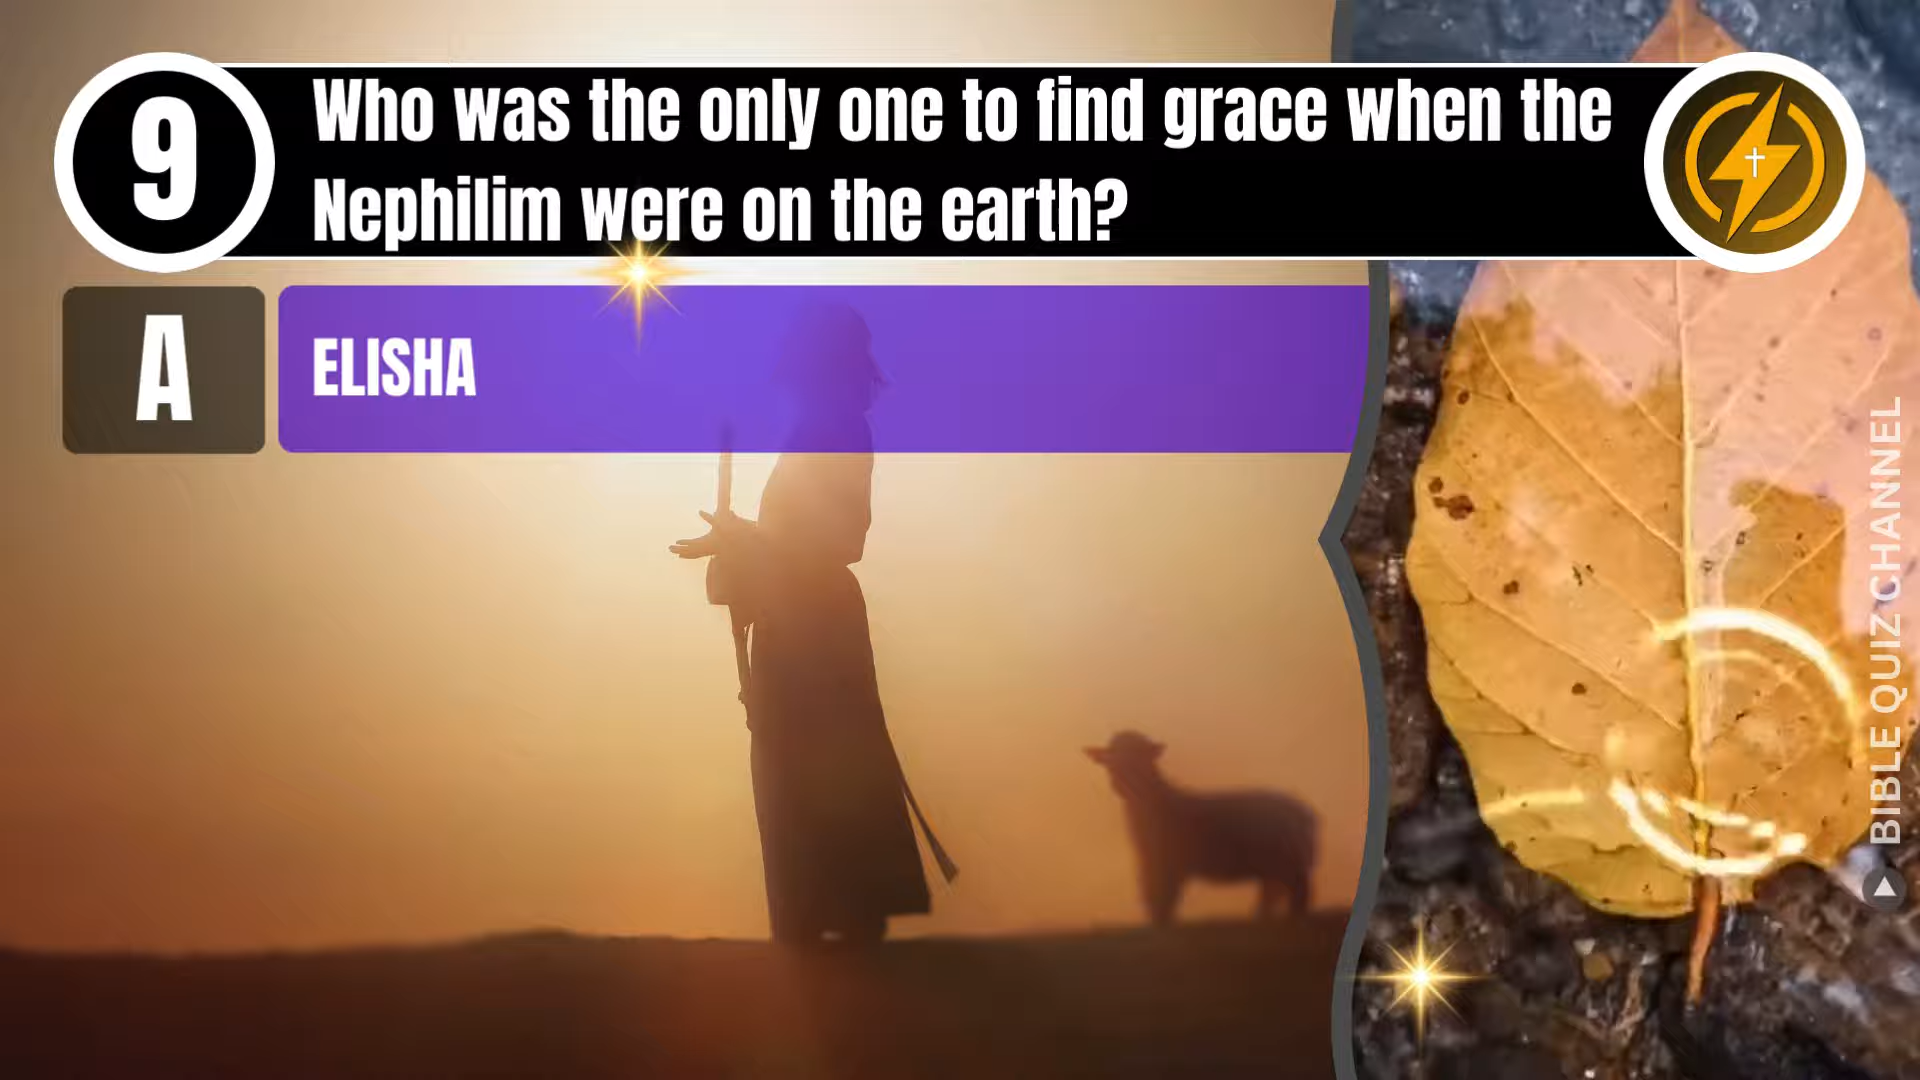 9
Who was the only one to find grace when the
Nephilim were on the earth?
A
ELISHA
BIBLE QUIZ CHANNEL